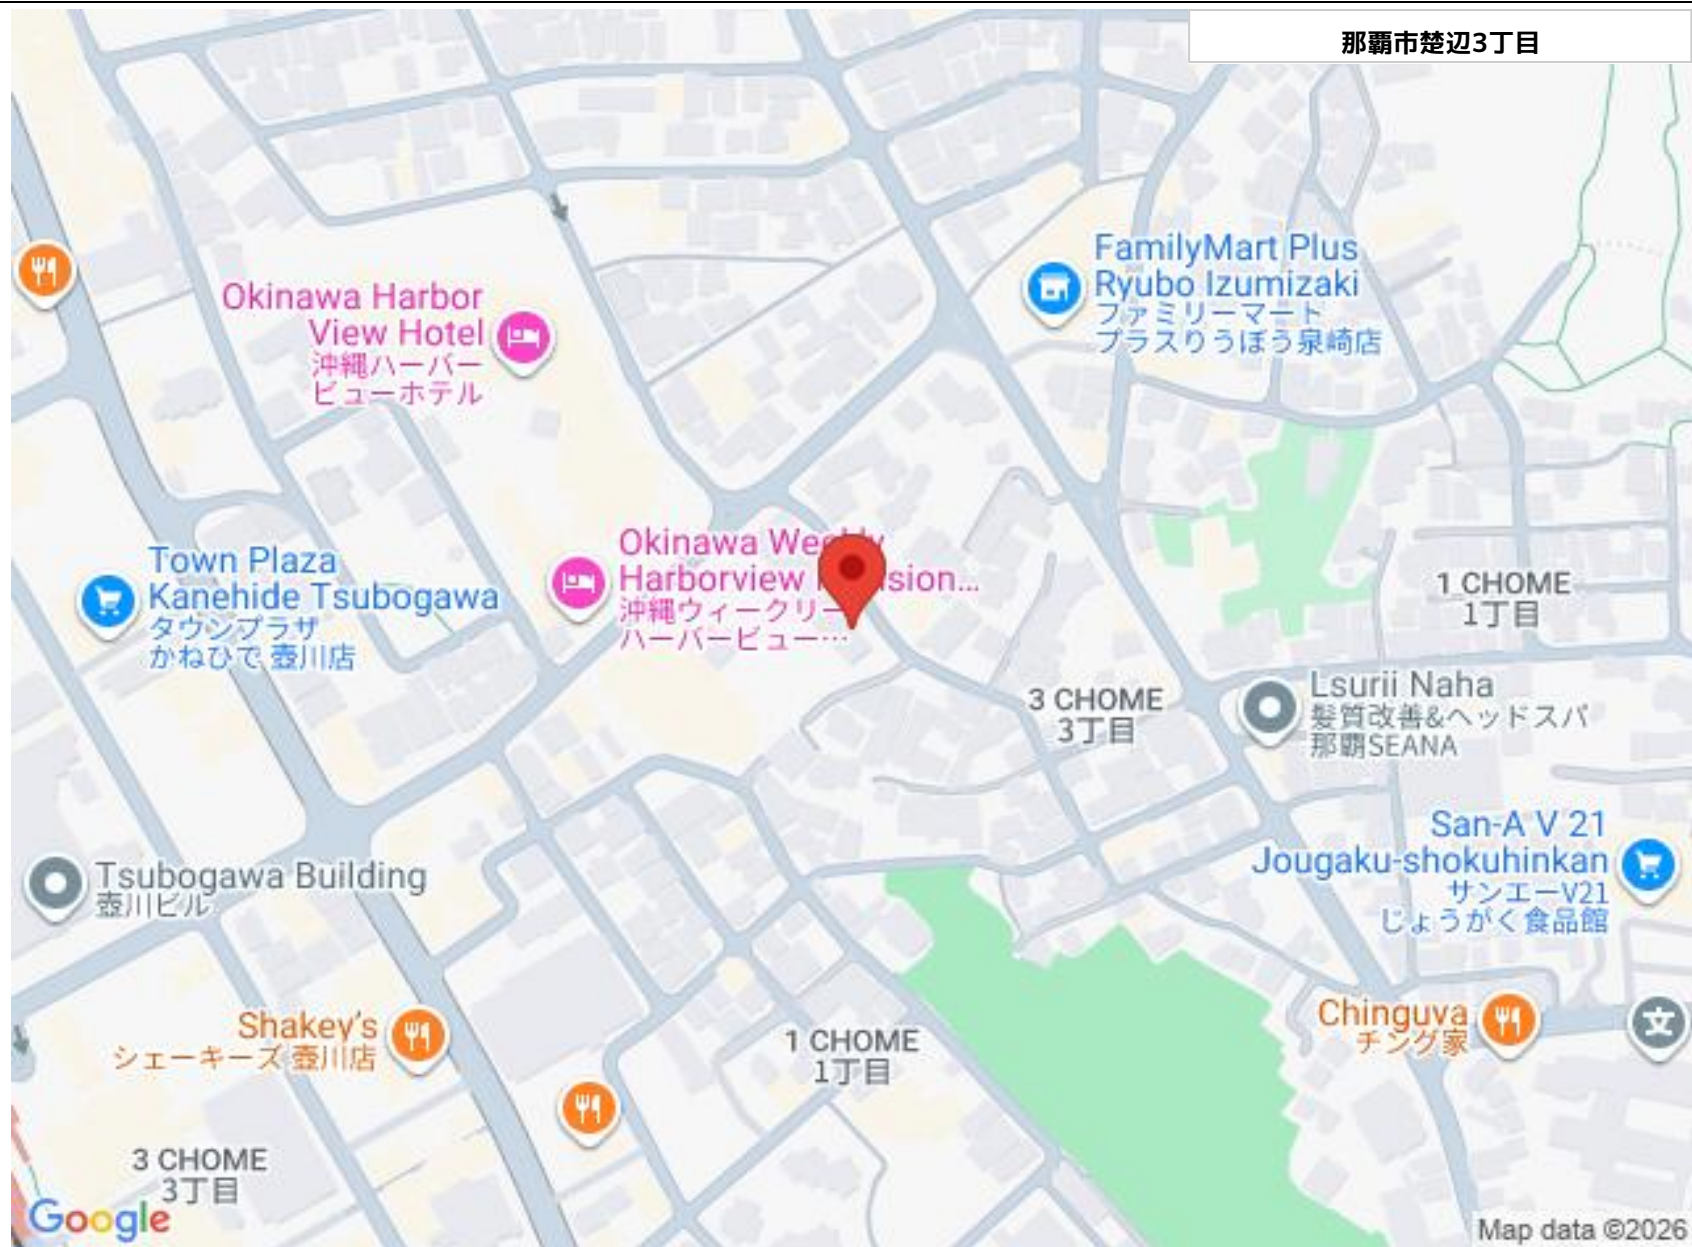 那覇市楚辺3丁目
FamilyMart Plus
Ryubo Izumizaki
ファミリーマート
プラスりうぼう泉崎店
Okinawa Harbor
View Hotel
沖縄ハーバー
ビューホテル
Okinawa Weekly
Harborview
沖縄ウィークリー
ハーバービュー…
Town Plaza
Kanehide Tsubogawa
タウンプラザ
かねひで 壺川店
1 CHOME
1丁目
3 CHOME
3丁目
Lsurii Naha
髪質改善&ヘッドスパ
那覇SEANA
San-A V 21
Jougaku-shokuhinkan
サンエーV21
じょうがく食品館
Tsubogawa Building
壺川ビル
Shakey's
シェーキーズ 壺川店
Chinguva
チング家
文
1 CHOME
1丁目
3 CHOME
3丁目
Google
Map data ©2026